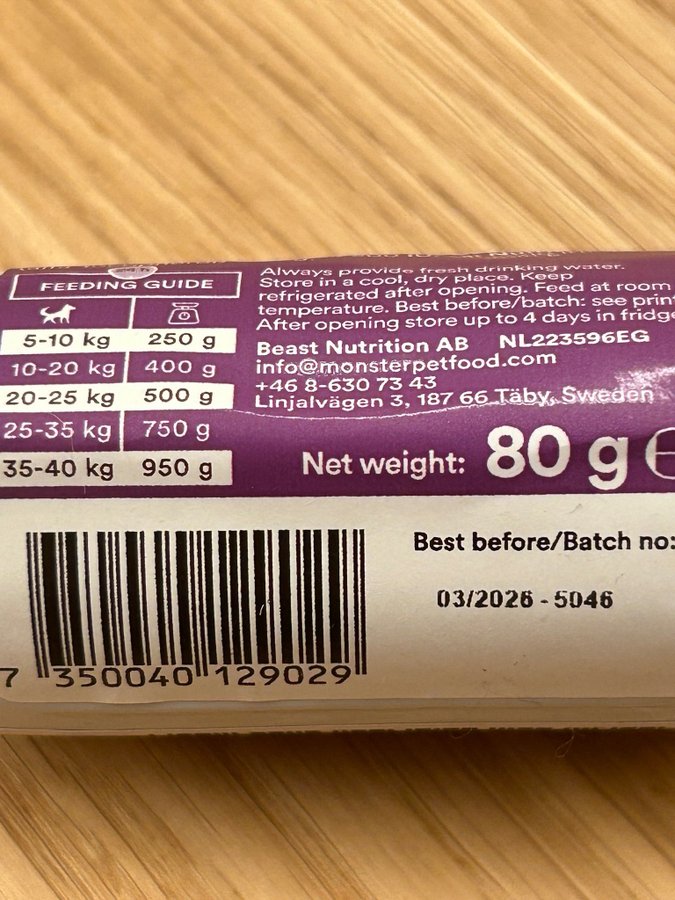 FEEDING GUIDE
5-10 kg 250 g
10-20 kg 400 g
20-25 kg 500 g
25-35 kg 750 g
35-40 kg 950 g
Always provide fresh drinking water.
Store in a cool, dry place. Keep
refrigerated after opening. Feed at room
temperature. Best before/batch: see print
After opening store up to 4 days in fridge
Beast Nutrition AB NL223596EG
info@monsterpetfood.com
+46 8-630 73 43
Linjalvägen 3, 187 66 Täby, Sweden
Net weight: 80 g e
Best before/Batch no:
03/2026 - 5046
7 350040 129029